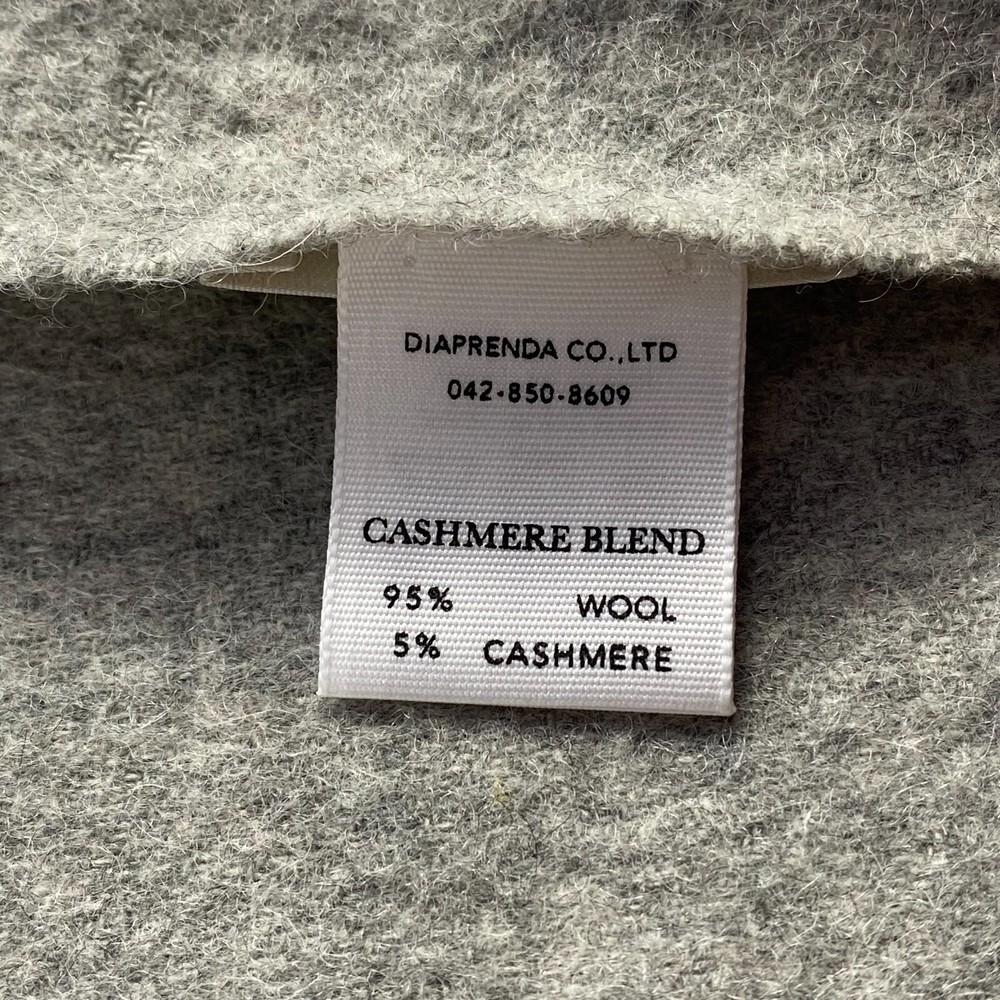 DIAPRENDA CO.,LTD
042-850-8609
CASHMERE BLEND
95% WOOL
5% CASHMERE